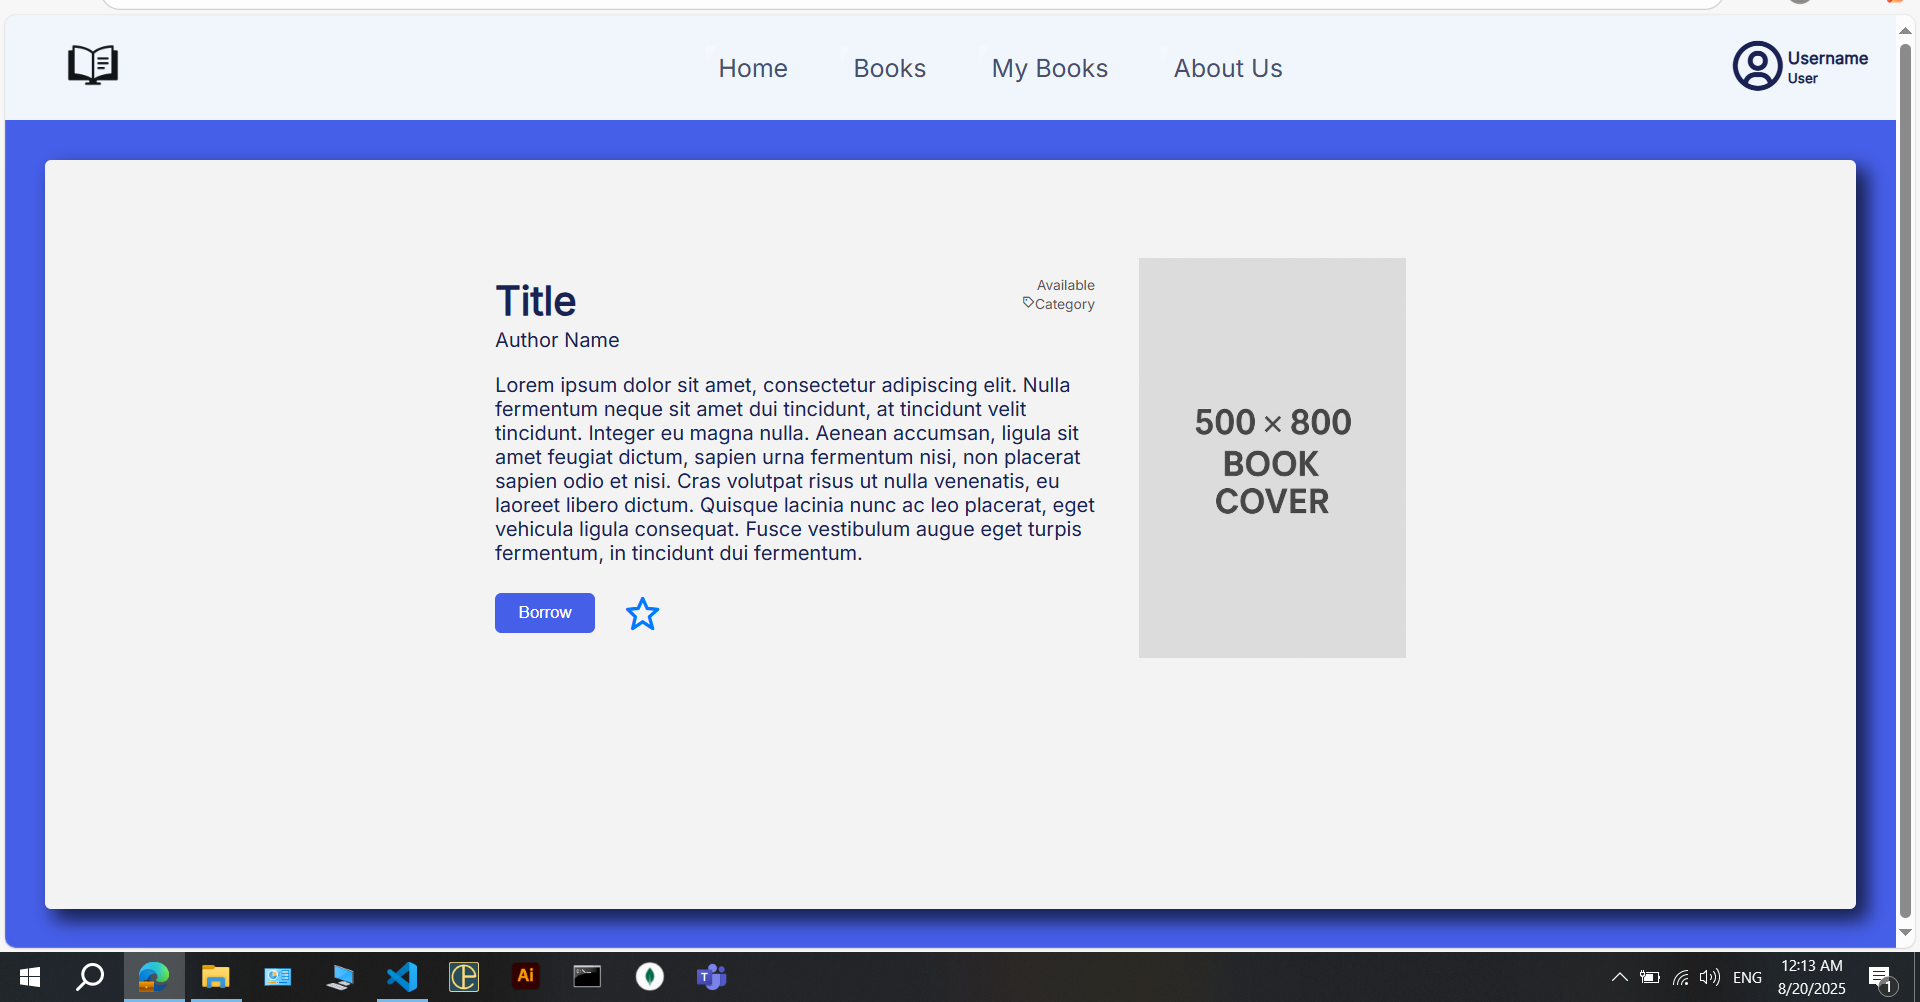 Home
Books
My Books
About Us
Username
User
Title
Available
Category
Author Name
Lorem ipsum dolor sit amet, consectetur adipiscing elit. Nulla
fermentum neque sit amet dui tincidunt, at tincidunt velit
tincidunt. Integer eu magna nulla. Aenean accumsan, ligula sit
amet feugiat dictum, sapien urna fermentum nisi, non placerat
sapien odio et nisi. Cras volutpat risus ut nulla venenatis, eu
laoreet libero dictum. Quisque lacinia nunc ac leo placerat, eget
vehicula ligula consequat. Fusce vestibulum augue eget turpis
fermentum, in tincidunt dui fermentum.
Borrow
500 × 800
BOOK
COVER
Ai
T
ENG
12:13 AM
8/20/2025
1